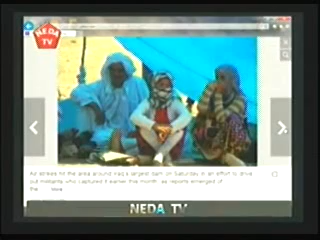 NEDA
TV
Air strikes hit the area around Iraq's largest dam on Saturday in an effort to drive
out militants who captured it earlier this month, as reports emerged of
the
NEDA TV